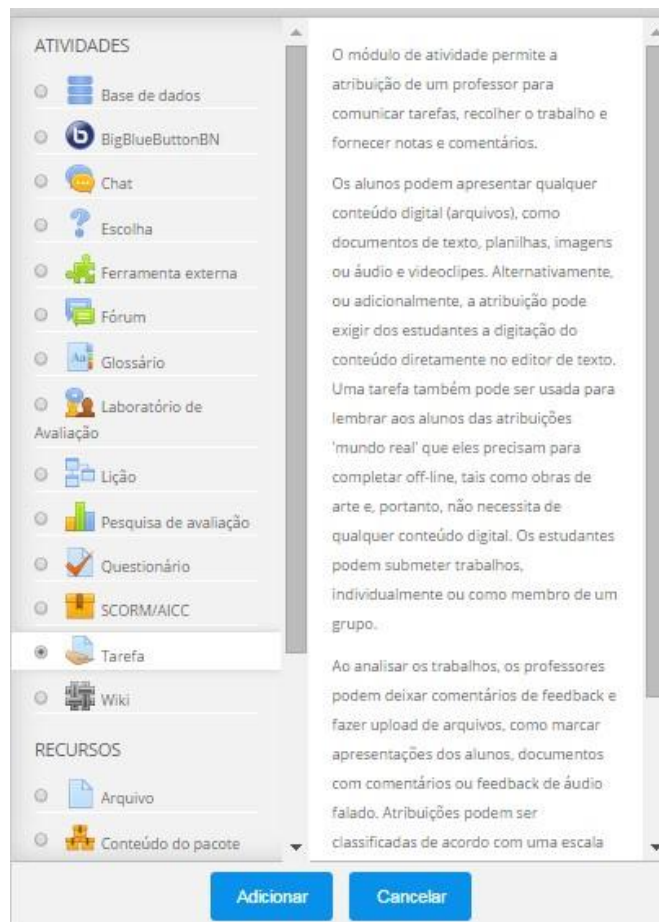 ATIVIDADES
Base de dados
BigBlueButtonBN
Chat
Escolha
Ferramenta externa
Fórum
Glossário
Laboratório de
Avaliação
Lição
Pesquisa de avaliação
Questionário
SCORM/AICC
Tarefa
Wiki
RECURSOS
Arquivo
Conteúdo do pacote
O módulo de atividade permite a
atribuição de um professor para
comunicar tarefas, recolher o trabalho e
fornecer notas e comentários.
Os alunos podem apresentar qualquer
conteúdo digital (arquivos), como
documentos de texto, planilhas, imagens
ou áudio e videoclipes. Alternativamente,
ou adicionalmente, a atribuição pode
exigir dos estudantes a digitação do
conteúdo diretamente no editor de texto.
Uma tarefa também pode ser usada para
lembrar aos alunos das atribuições
'mundo real' que eles precisam para
completar off-line, tais como obras de
arte e, portanto, não necessita de
qualquer conteúdo digital. Os estudantes
podem submeter trabalhos,
individualmente ou como membro de um
grupo.
Ao analisar os trabalhos, os professores
podem deixar comentários de feedback e
fazer upload de arquivos, como marcar
apresentações dos alunos, documentos
com comentários ou feedback de áudio
falado. Atribuições podem ser
classificadas de acordo com uma escala
Adicionar
Cancelar